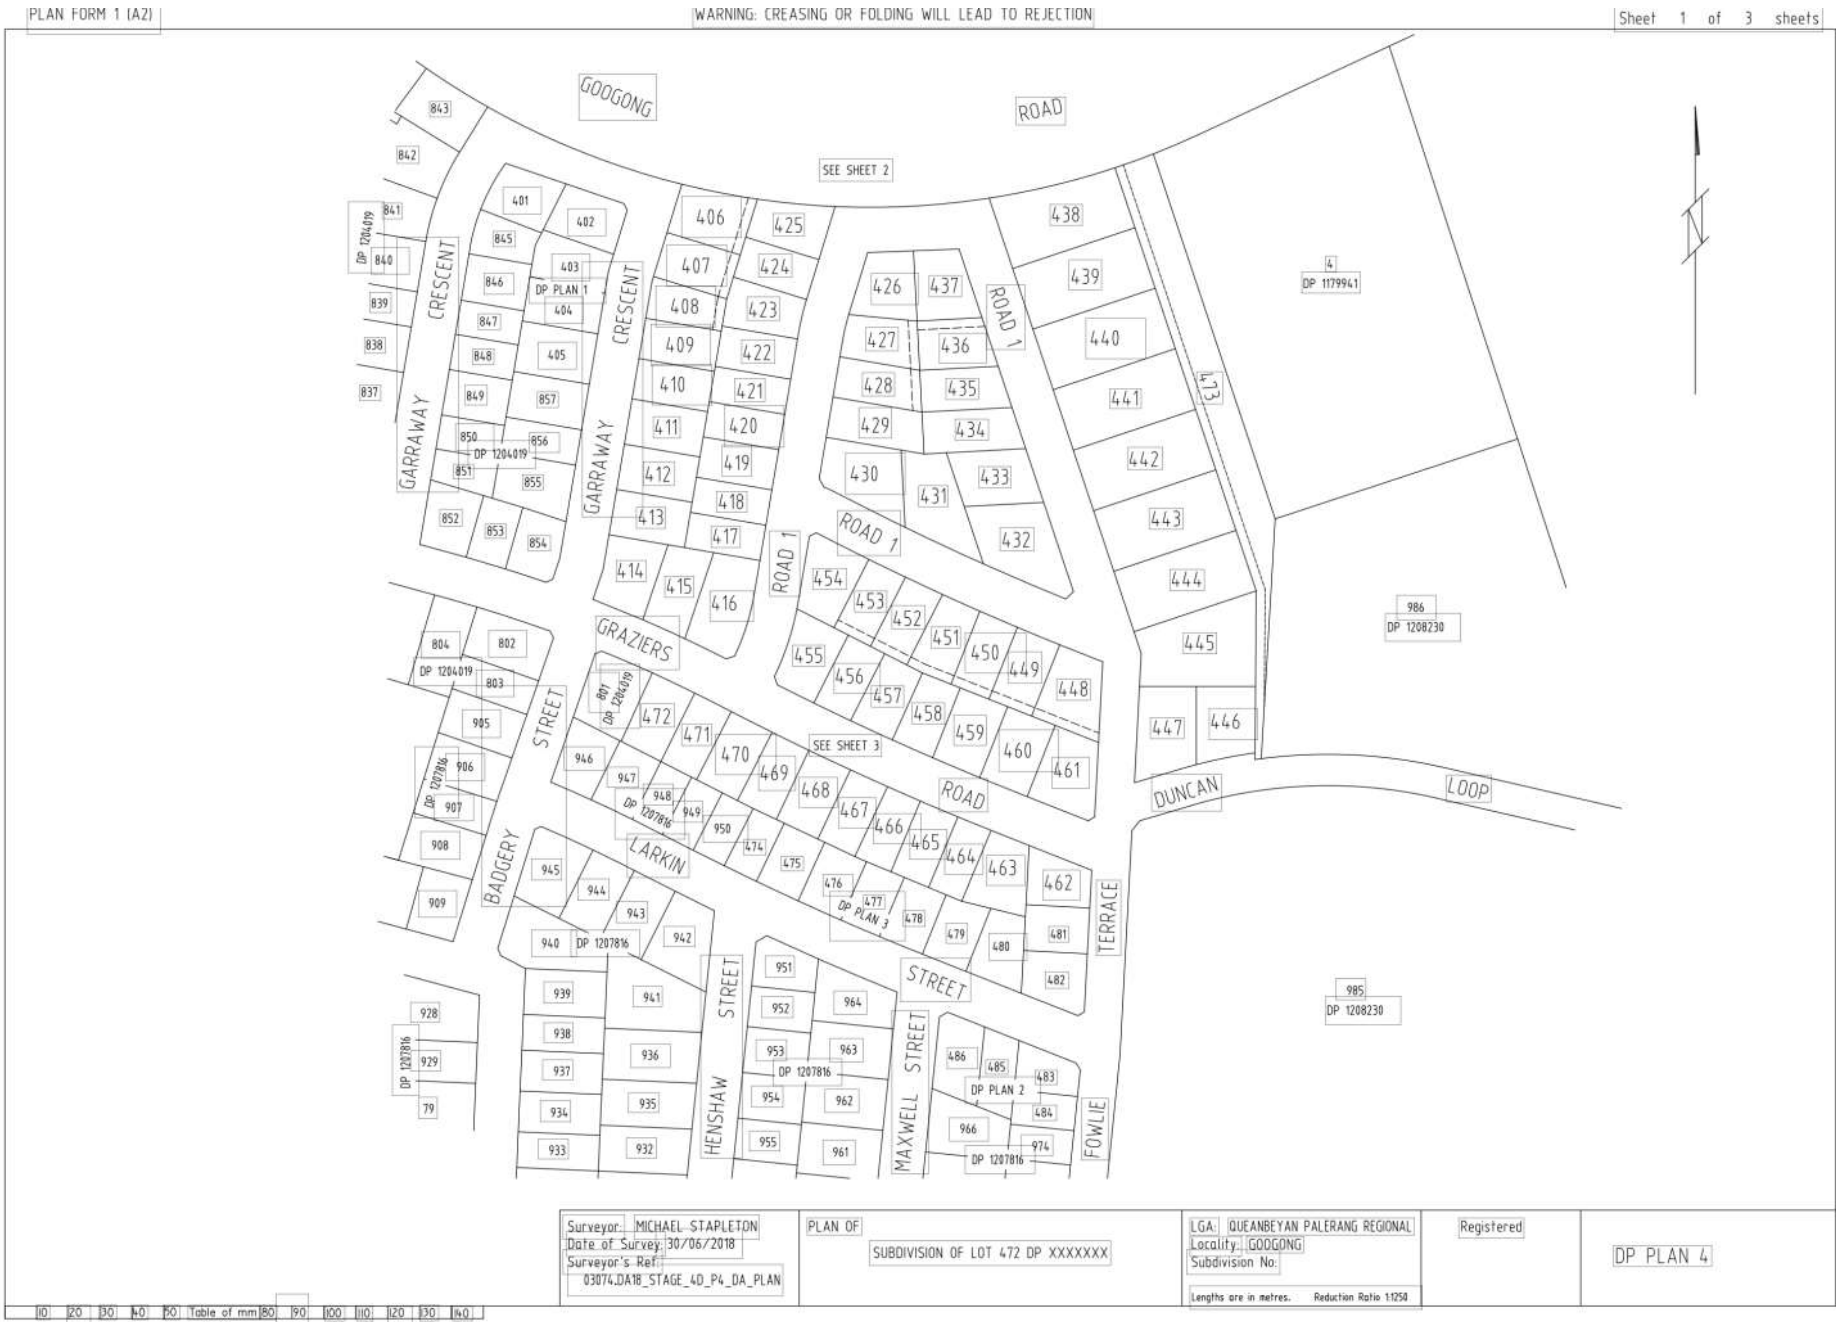 PLAN FORM 1 (A2)
WARNING: CREASING OR FOLDING WILL LEAD TO REJECTION
Sheet 1 of 3 sheets
GOOGONG
ROAD
SEE SHEET 2
843
842
841
DP 1204019
840
839
838
837
CRESCENT
GARRAWAY
401
402
845
403
846
DP PLAN 1
404
847
848
405
849
857
850
856
DP 1204019
851
855
852
853
854
CRESCENT
GARRAWAY
406
425
407
424
408
423
409
422
410
421
411
420
412
419
418
413
417
414
415
416
ROAD 1
426
437
427
436
428
435
429
434
430
433
431
432
ROAD 1
ROAD 1
438
439
440
441
473
442
443
444
445
447
446
4
DP 1179941
986
DP 1208230
985
DP 1208230
454
453
452
451
450
449
448
455
456
457
458
459
460
461
GRAZIERS
ROAD
SEE SHEET 3
DUNCAN
LOOP
804
802
DP 1204019
803
905
906
DP 1207816
907
908
909
STREET
BADGERY
801
DP 1204019
472
471
470
469
468
467
466
465
464
463
462
946
947
948
DP 1207816
949
950
474
475
476
477
DP PLAN 3
478
479
480
481
482
LARKIN
STREET
TERRACE
FOWLIE
945
944
943
942
940
DP 1207816
939
941
938
937
936
934
935
933
932
928
DP 1207816
929
79
STREET
HENSHAW
951
952
964
953
963
DP 1207816
954
962
955
961
MAXWELL STREET
486
485
483
DP PLAN 2
484
966
974
DP 1207816
Surveyor: MICHAEL STAPLETON
Date of Survey: 30/06/2018
Surveyor's Ref:
03074.DA18_STAGE_4D_P4_DA_PLAN
PLAN OF
SUBDIVISION OF LOT 472 DP XXXXXXX
LGA: QUEANBEYAN PALERANG REGIONAL
Locality: GOOGONG
Subdivision No:
Lengths are in metres. Reduction Ratio 1:1250
Registered
DP PLAN 4
10 20 30 40 50 Table of mm 80 90 100 110 120 130 140